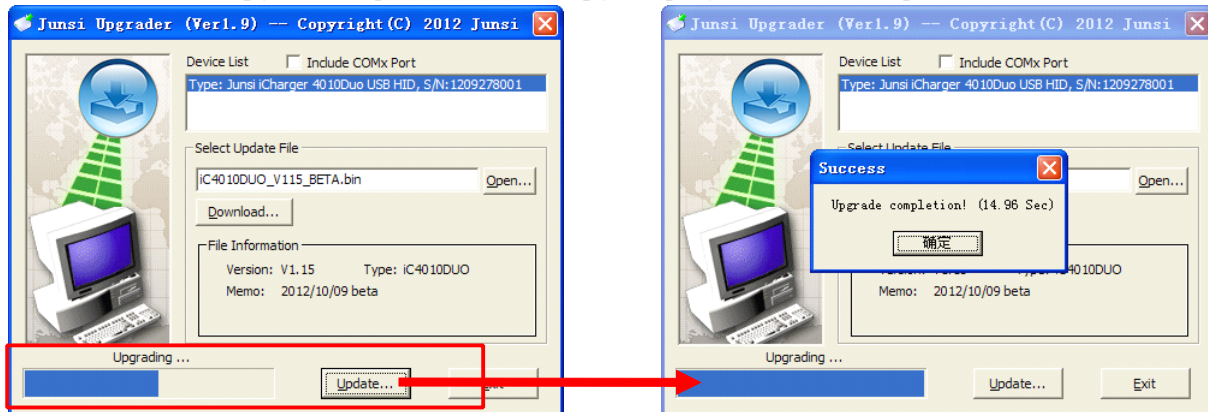 Junsi Upgrader (Ver1.9) -- Copyright(C) 2012 Junsi
Device List
Include COMx Port
Type: Junsi iCharger 4010Duo USB HID, S/N:1209278001
Select Update File
iC4010DUO_V115_BETA.bin
Open...
Download...
File Information
Version: V1.15 Type: iC4010DUO
Memo: 2012/10/09 beta
Upgrading ...
Update...
Junsi Upgrader (Ver1.9) -- Copyright(C) 2012 Junsi
Device List
Include COMx Port
Type: Junsi iCharger 4010Duo USB HID, S/N:1209278001
Select Update File
Open...
Success
Upgrade completion! (14.96 Sec)
确定
4010DUO
Memo: 2012/10/09 beta
Upgrading ...
Update...
Exit